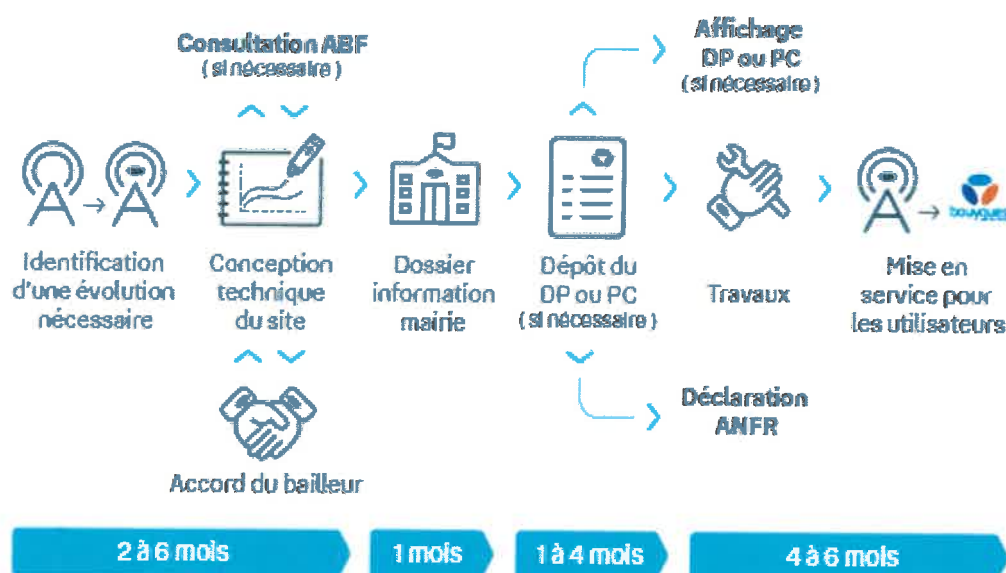 Consultation ABF
( si nécessaire )
Affichage
DP ou PC
( si nécessaire )
Identification
d'une évolution
nécessaire
Conception
technique
du site
Dossier
information
mairie
Dépôt du
DP ou PC
( si nécessaire )
Travaux
bouygues
Mise en
service pour
les utilisateurs
Accord du bailleur
Déclaration
ANFR
2 à 6 mois
1 mois
1 à 4 mois
4 à 6 mois